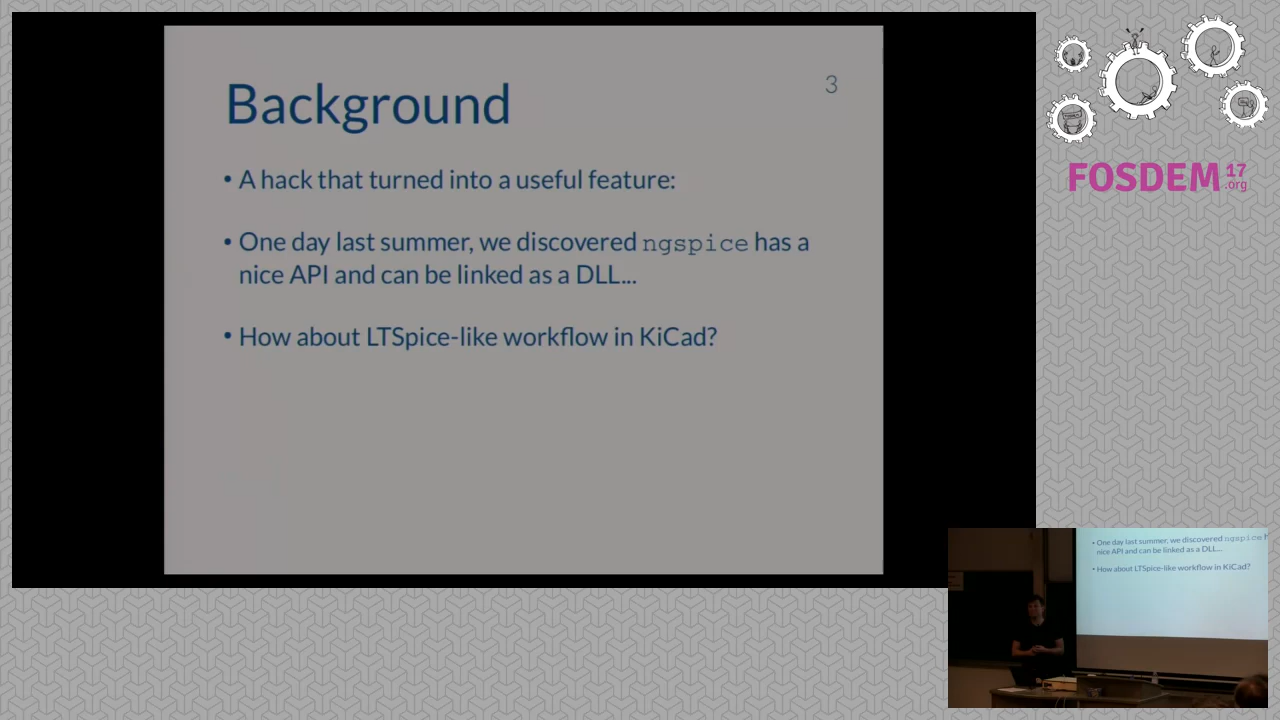 Background
3
• A hack that turned into a useful feature:
• One day last summer, we discovered ngspice has a
nice API and can be linked as a DLL...
• How about LTSpice-like workflow in KiCad?
FOSDEM 17
.org
• One day last summer, we discovered ngspice
nice API and can be linked as a DLL...
• How about LTSpice-like workflow in KiCad?